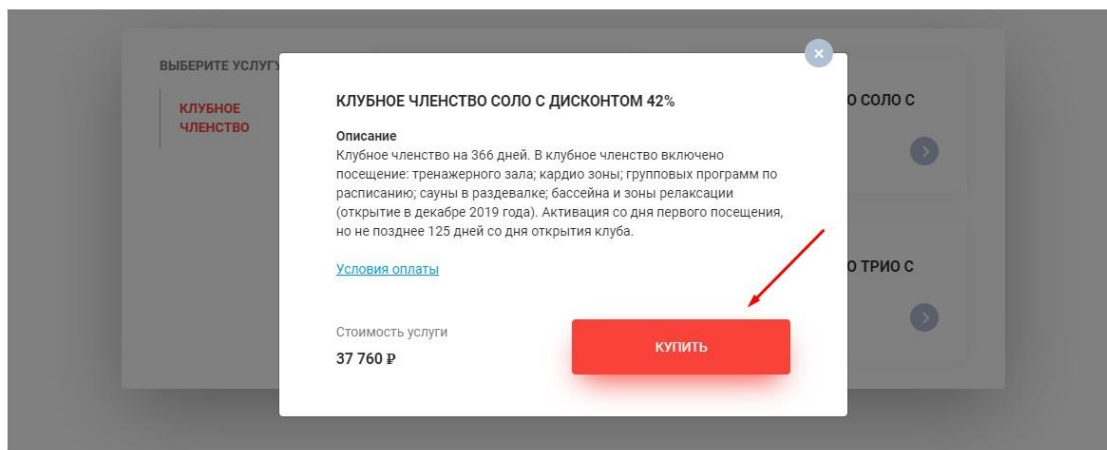 ВЫБЕРИТЕ УСЛУГУ
КЛУБНОЕ
ЧЛЕНСТВО
КЛУБНОЕ ЧЛЕНСТВО СОЛО С ДИСКОНТОМ 42%
Описание
Клубное членство на 366 дней. В клубное членство включено
посещение: тренажерного зала; кардио зоны; групповых программ по
расписанию; сауны в раздевалке; бассейна и зоны релаксации
(открытие в декабре 2019 года). Активация со дня первого посещения,
но не позднее 125 дней со дня открытия клуба.
Условия оплаты
Стоимость услуги
37 760 ₽
КУПИТЬ
О СОЛО С
О ТРИО С